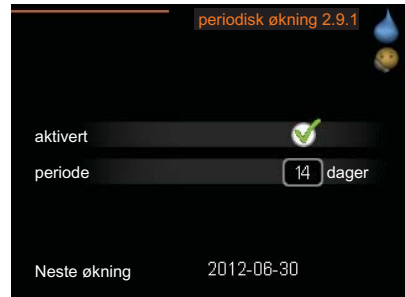 periodisk økning 2.9.1
aktivert
periode 14 dager
Neste økning 2012-06-30